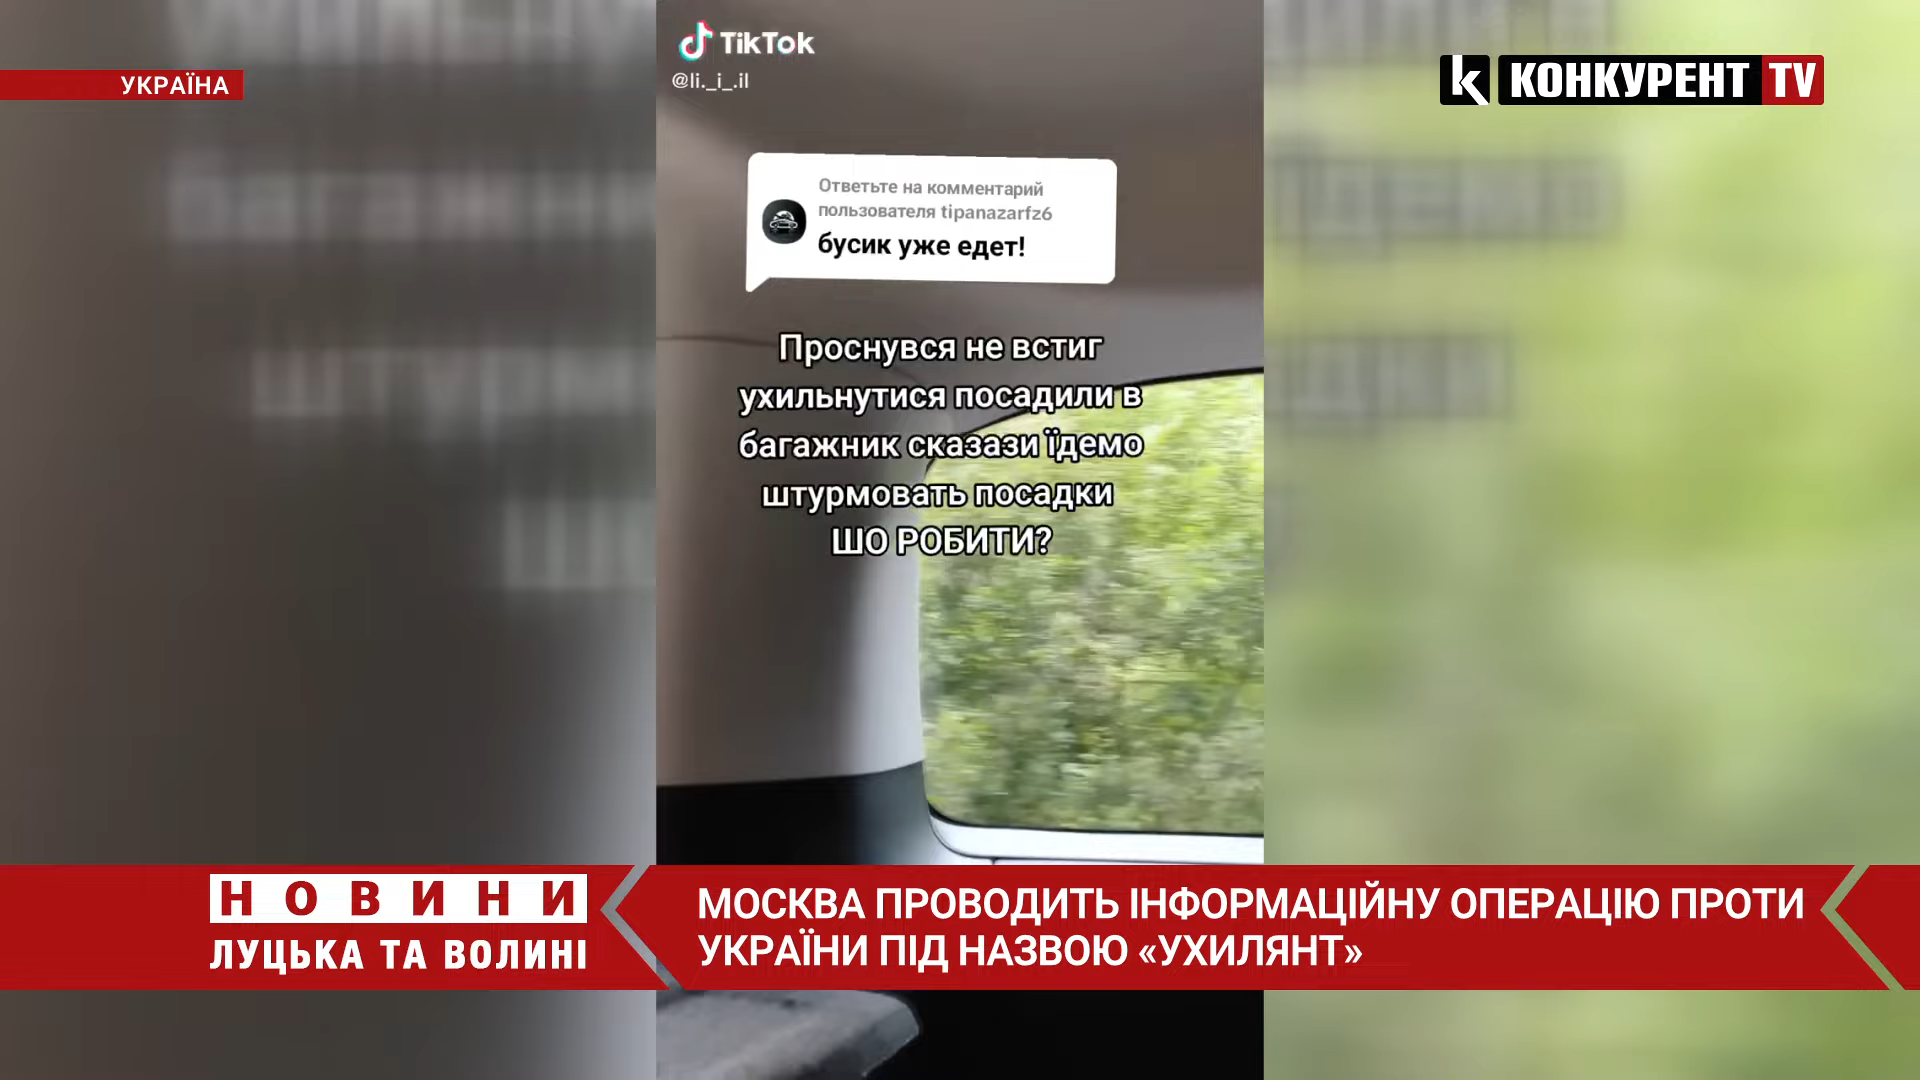 УКРАЇНА
TikTok
@li._i_.il
КОНКУРЕНТ TV
Ответьте на комментарий
пользователя tipanazarfz6
бусик уже едет!
Проснувся не встиг
ухильнутися посадили в
багажник сказази їдемо
штурмовать посадки
ШО РОБИТИ?
НОВИНИ
ЛУЦЬКА ТА ВОЛИНІ
МОСКВА ПРОВОДИТЬ ІНФОРМАЦІЙНУ ОПЕРАЦІЮ ПРОТИ
УКРАЇНИ ПІД НАЗВОЮ «УХИЛЯНТ»